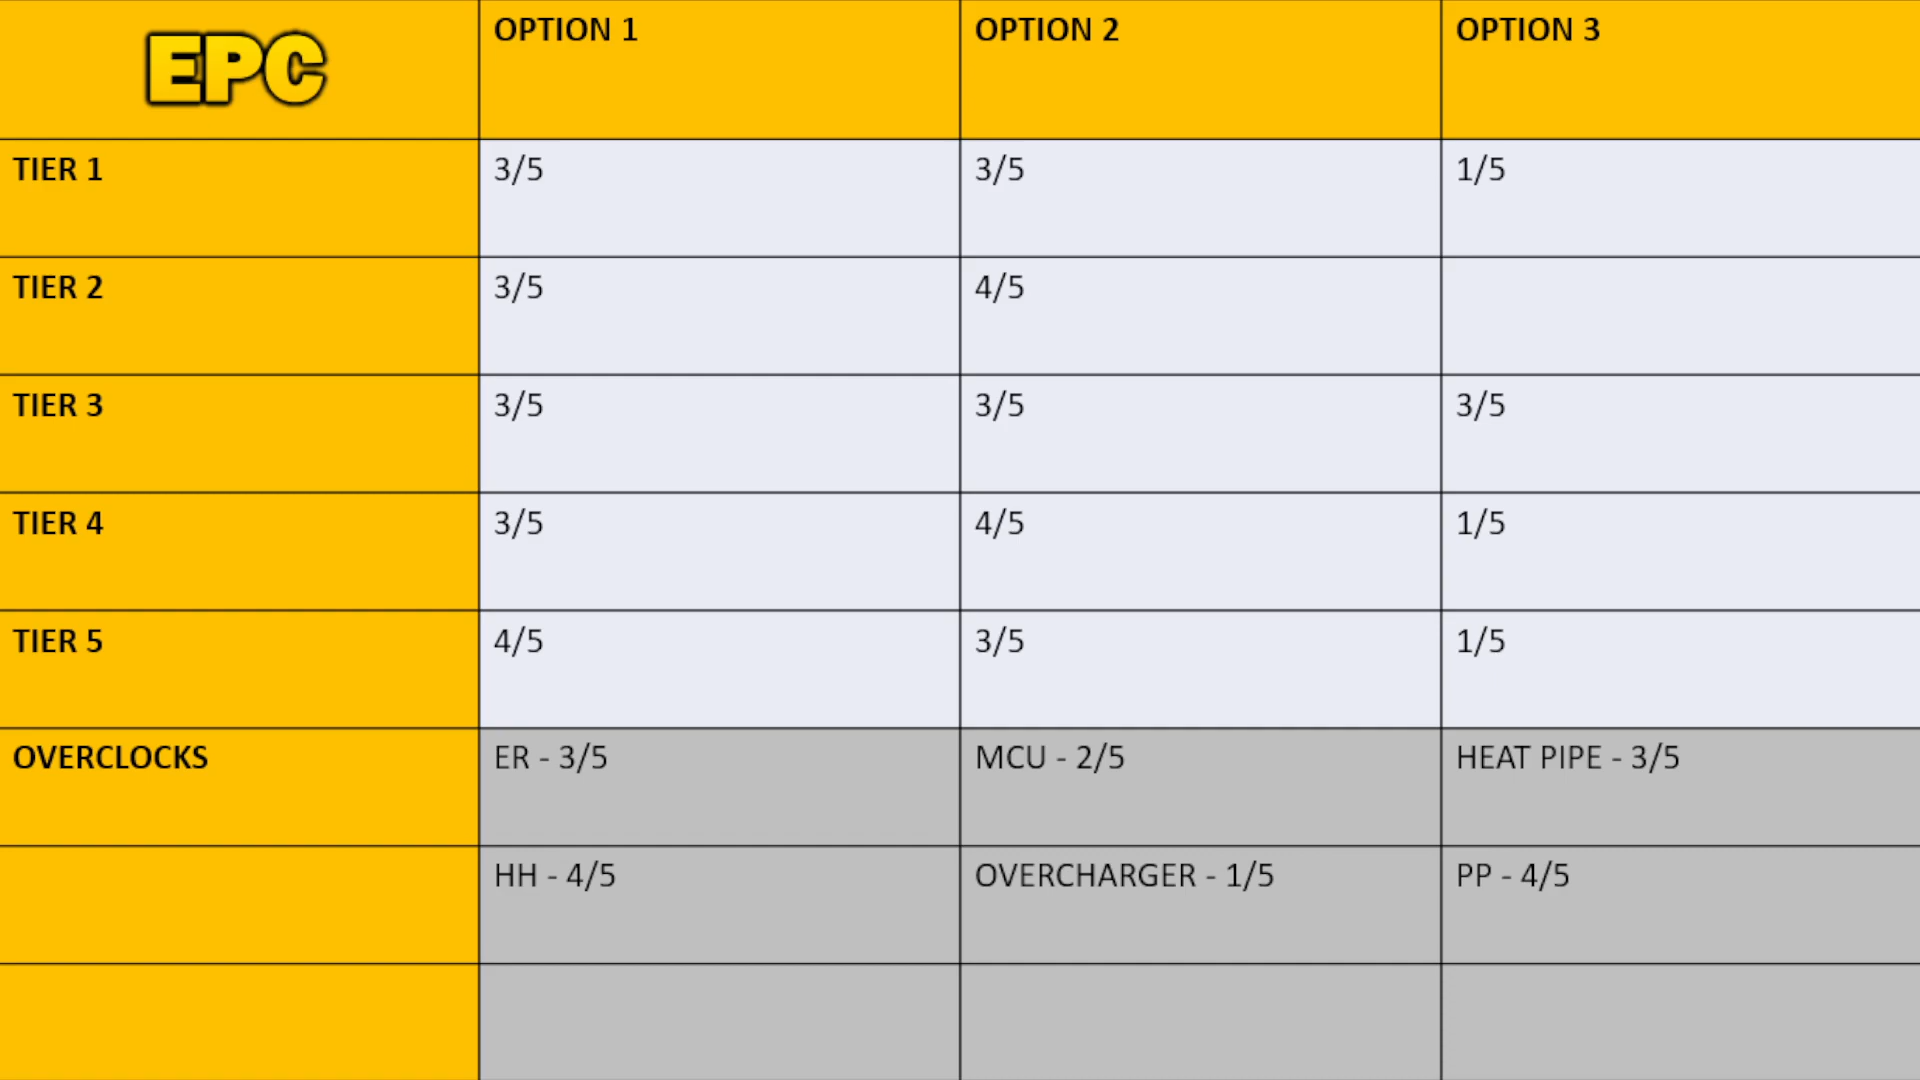 EPC OPTION 1 OPTION 2 OPTION 3
TIER 1 3/5 3/5 1/5
TIER 2 3/5 4/5
TIER 3 3/5 3/5 3/5
TIER 4 3/5 4/5 1/5
TIER 5 4/5 3/5 1/5
OVERCLOCKS ER - 3/5 MCU - 2/5 HEAT PIPE - 3/5
HH - 4/5 OVERCHARGER - 1/5 PP - 4/5